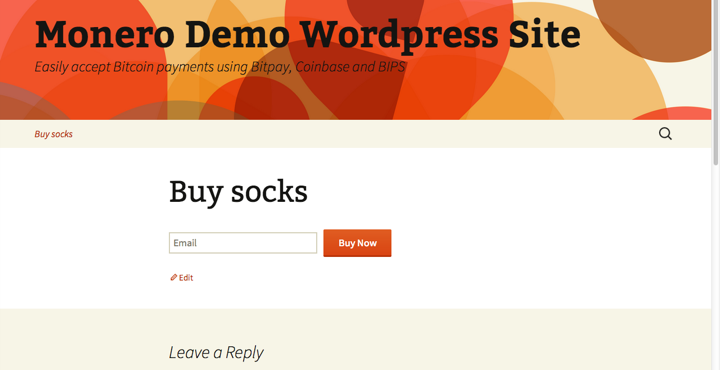 Monero Demo Wordpress Site
Easily accept Bitcoin payments using Bitpay, Coinbase and BIPS
Buy socks
Buy socks
Email Buy Now
Edit
Leave a Reply